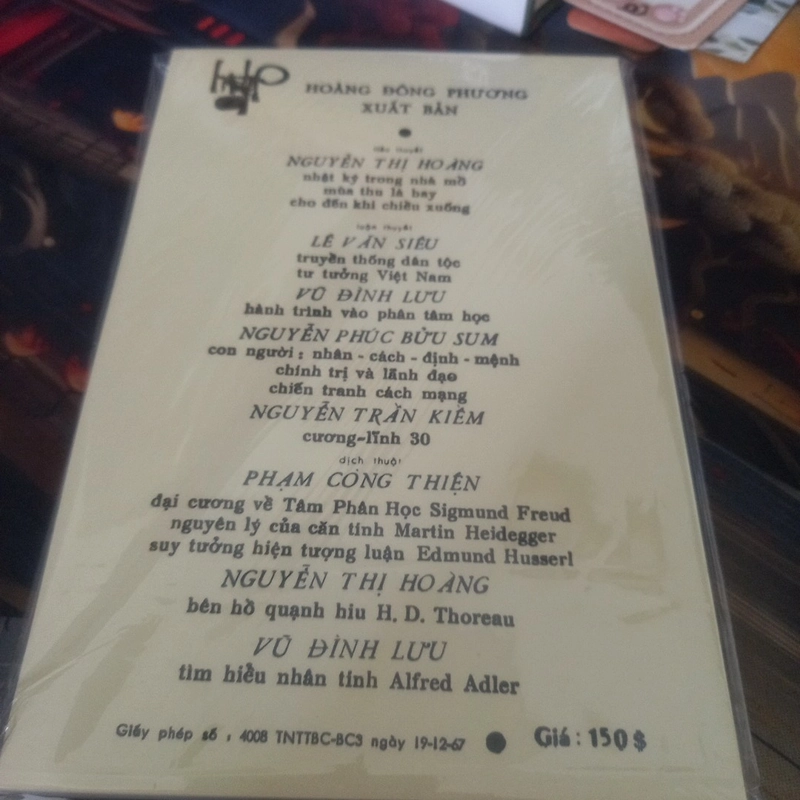 HOÀNG ĐÔNG PHƯƠNG
XUẤT BẢN
tiểu thuyết
NGUYỄN THỊ HOÀNG
nhật ký trong nhà mồ
mùa thu lá bay
cho đến khi chiều xuống
luận thuyết
LÊ VĂN SIÊU
truyền thống dân tộc
tư tưởng Việt Nam
VŨ ĐÌNH LƯU
hành trình vào phân tâm học
NGUYỄN PHÚC BỬU SUM
con người : nhân - cách - định - mệnh
chính trị và lãnh đạo
chiến tranh cách mạng
NGUYỄN TRẦN KIÊM
cương-lĩnh 30
dịch thuật
PHẠM CÔNG THIỆN
đại cương về Tâm Phân Học Sigmund Freud
nguyên lý của căn tính Martin Heidegger
suy tưởng hiện tượng luận Edmund Husserl
NGUYỄN THỊ HOÀNG
bên hồ quạnh hiu H. D. Thoreau
VŨ ĐÌNH LƯU
tìm hiểu nhân tính Alfred Adler
Giấy phép số : 4008 TNTTBC-BC3 ngày 19-12-67 Giá : 150$